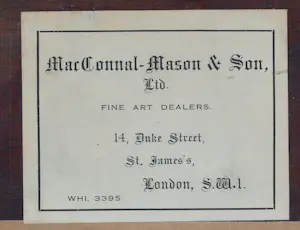 MacConnal-Mason & Son,
Ltd.
FINE ART DEALERS.
14, Duke Street,
St. James's,
London, S.W.1.
WHI. 3395